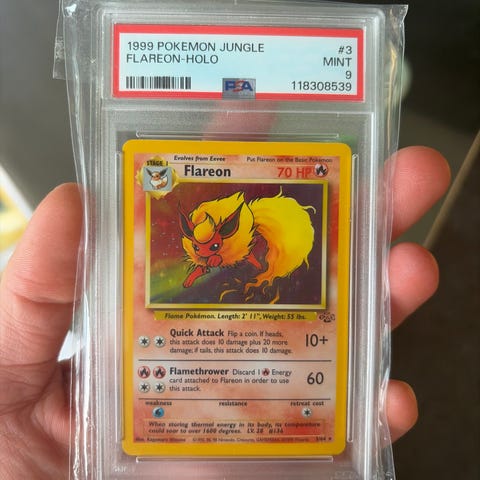 1999 POKEMON JUNGLE #3
FLAREON-HOLO MINT
9
PSA 118308539
STAGE 1 Evolves from Eevee Put Flareon on the Basic Pokémon
Flareon 70 HP
Flame Pokémon. Length: 2' 11", Weight: 55 lbs.
Quick Attack Flip a coin. If heads,
this attack does 10 damage plus 20 more
damage; if tails, this attack does 10 damage.
10+
Flamethrower Discard 1 Energy
card attached to Flareon in order to use
this attack.
60
weakness resistance retreat cost
When storing thermal energy in its body, its temperature
could soar to over 1600 degrees. LV. 28 #136